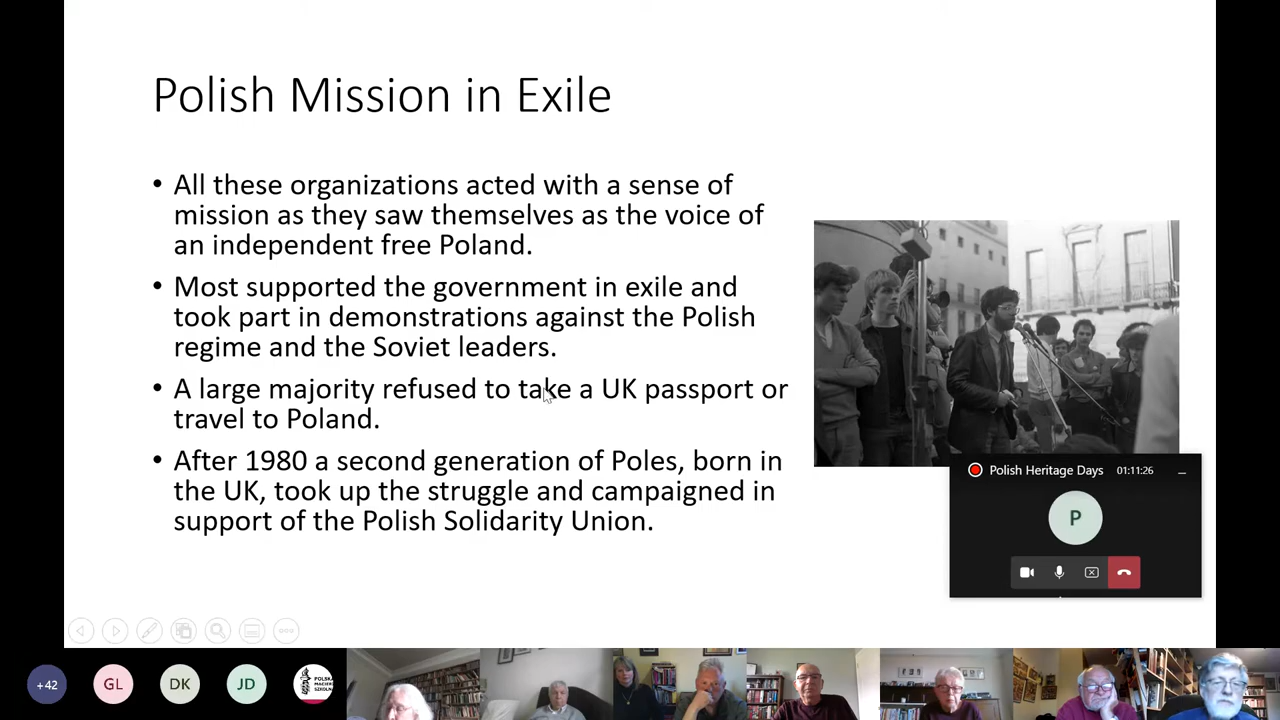 Polish Mission in Exile
• All these organizations acted with a sense of
mission as they saw themselves as the voice of
an independent free Poland.
• Most supported the government in exile and
took part in demonstrations against the Polish
regime and the Soviet leaders.
• A large majority refused to take a UK passport or
travel to Poland.
• After 1980 a second generation of Poles, born in
the UK, took up the struggle and campaigned in
support of the Polish Solidarity Union.
Polish Heritage Days 01:11:26
P
+42 GL DK JD
POLSKA
MACIERZ